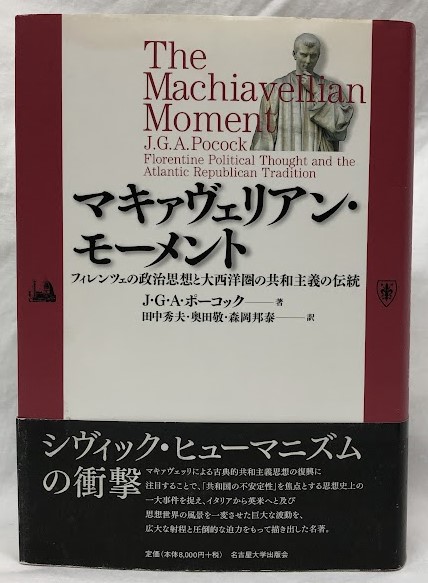 The
Machiavellian
Moment
J.G.A.Pocock
Florentine Political Thought and the
Atlantic Republican Tradition
マキァヴェリアン・
モーメント
フィレンツェの政治思想と大西洋圏の共和主義の伝統
J・G・A・ポーコック——著
田中秀夫・奥田敬・森岡邦泰——訳
シヴィック・ヒューマニズム
の衝撃
マキァヴェッリによる古典的共和主義思想の復興に
注目することで、「共和国の不安定性」を焦点とする思想史上の
一大事件を捉え、イタリアから英米へと及び
思想世界の風景を一変させた巨大な波動を、
広大な射程と圧倒的な迫力をもって描き出した名著。
定価(本体8,000円+税) 名古屋大学出版会